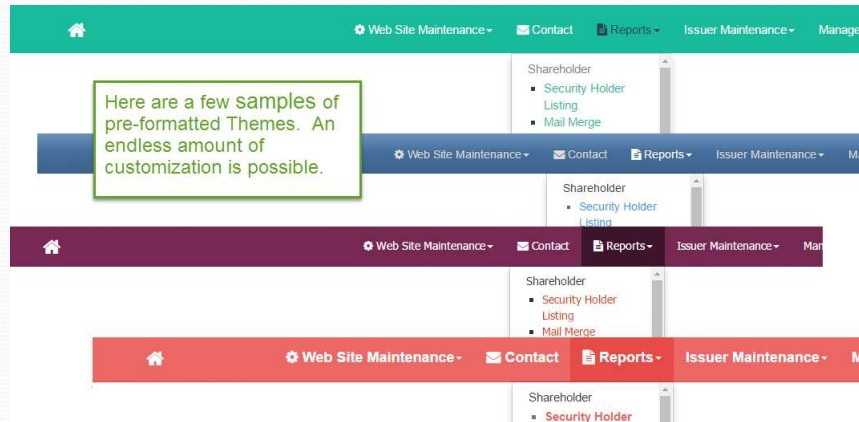 Web Site Maintenance Contact Reports Issuer Maintenance Manage
Shareholder
Security Holder
Listing
Mail Merge
Here are a few samples of
pre-formatted Themes. An
endless amount of
customization is possible.
Web Site Maintenance Contact Reports Issuer Maintenance M
Shareholder
Security Holder
Listing
Web Site Maintenance Contact Reports Issuer Maintenance Man
Shareholder
Security Holder
Listing
Mail Merge
Web Site Maintenance Contact Reports Issuer Maintenance M
Shareholder
Security Holder